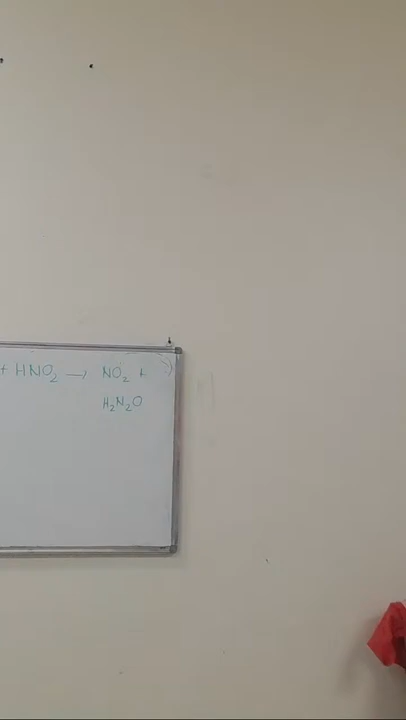 + HNO₂ → NO₂ +
H₂N₂O